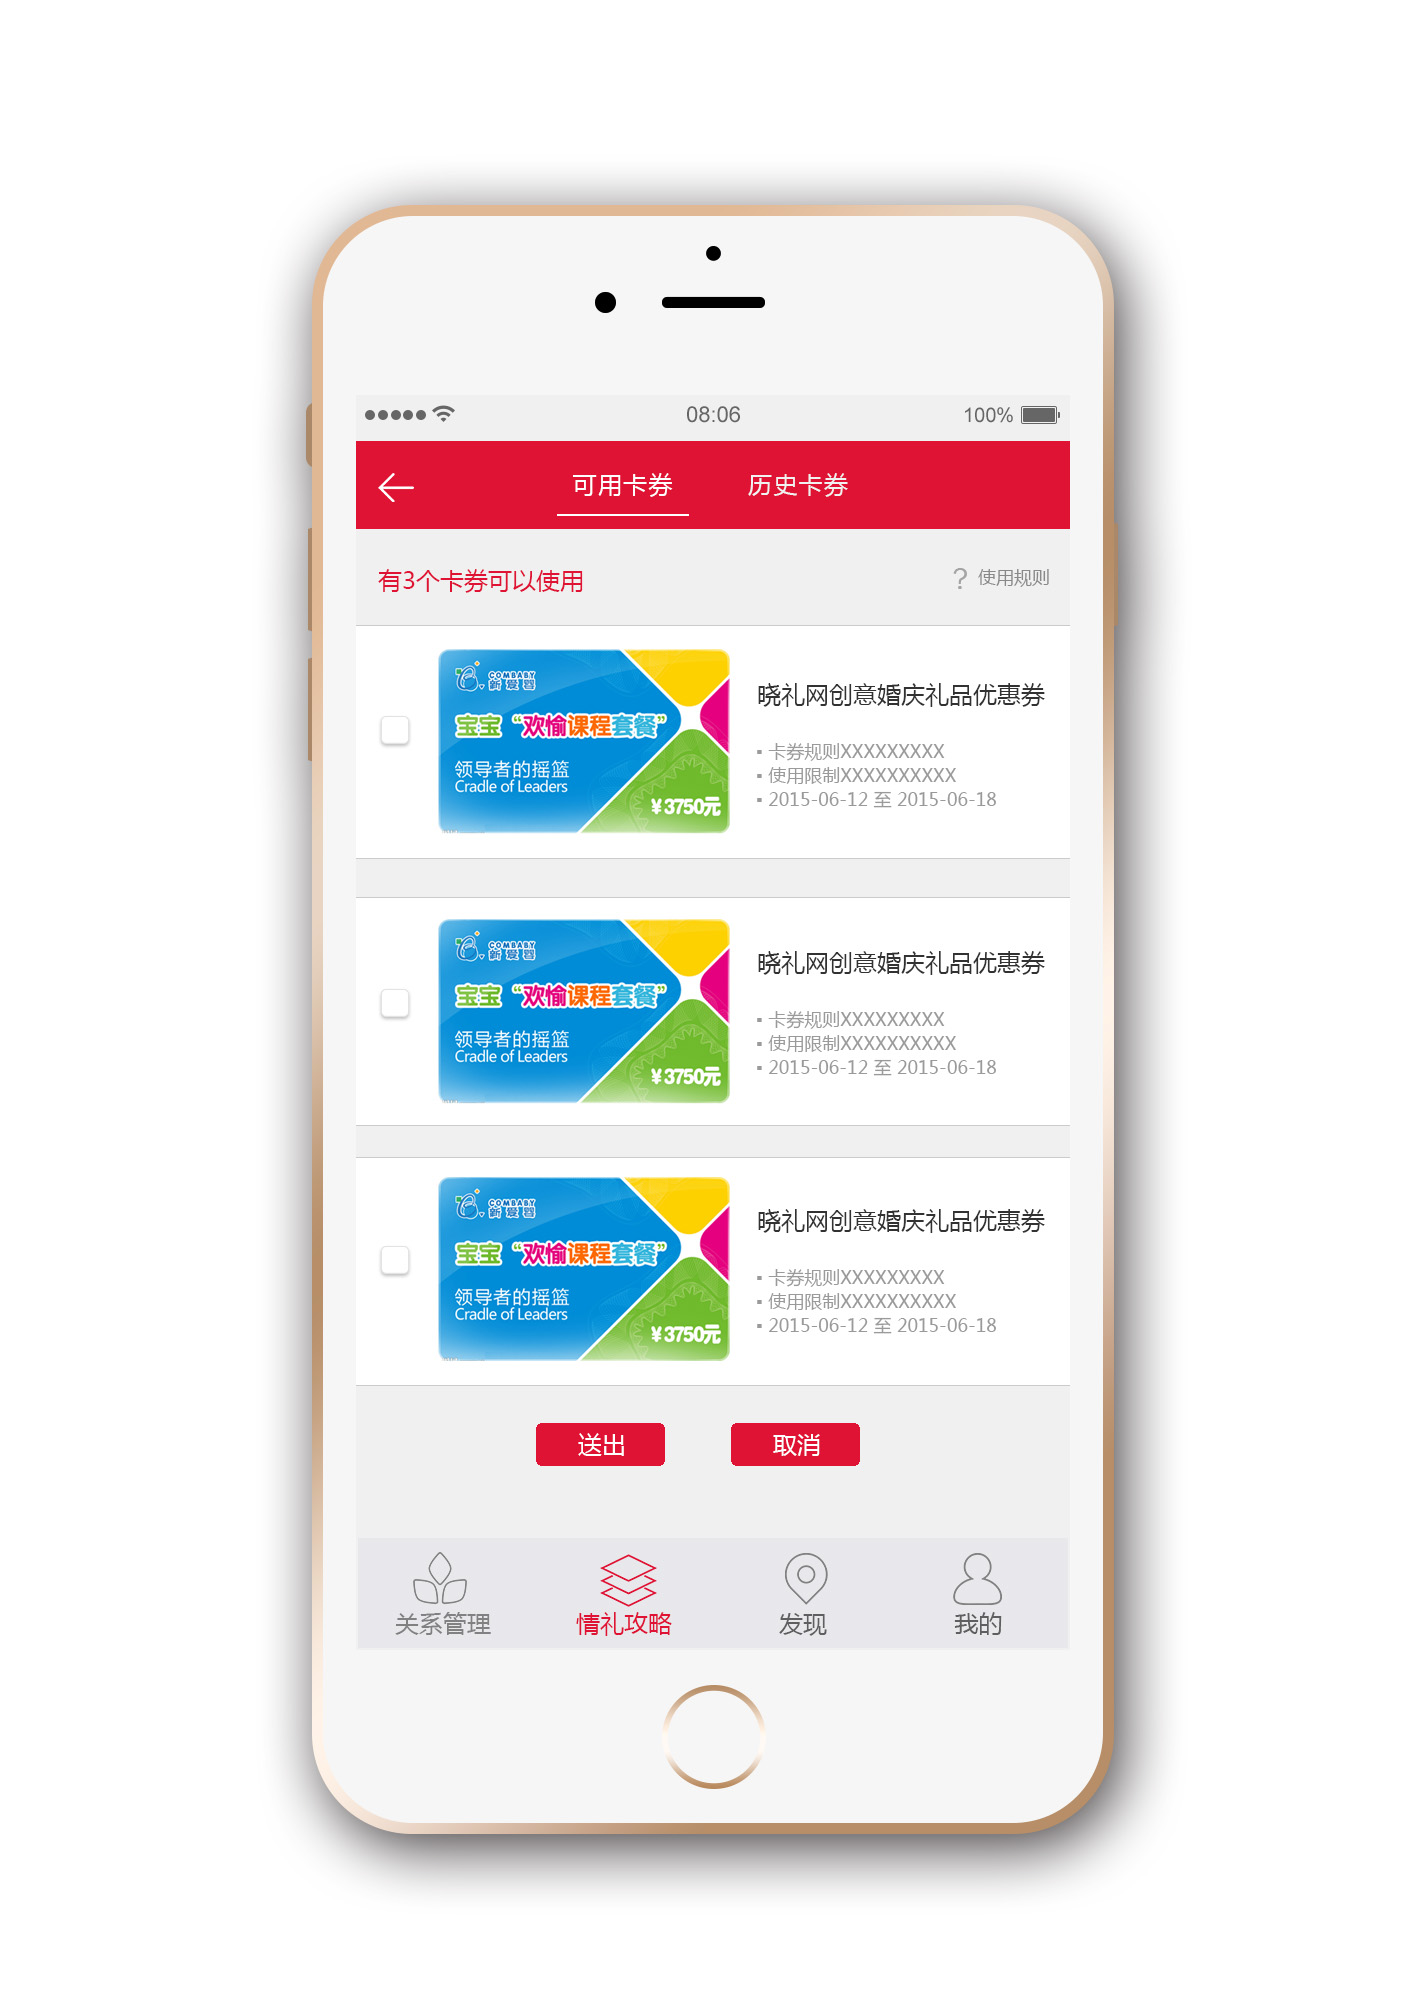 08:06
100%
可用卡券
历史卡券
有3个卡券可以使用
? 使用规则
COMBABY
新爱婴
宝宝“欢愉课程套餐”
领导者的摇篮
Cradle of Leaders
¥3750元
晓礼网创意婚庆礼品优惠券
▪ 卡券规则XXXXXXXXX
▪ 使用限制XXXXXXXXXX
▪ 2015-06-12 至 2015-06-18
COMBABY
新爱婴
宝宝“欢愉课程套餐”
领导者的摇篮
Cradle of Leaders
¥3750元
晓礼网创意婚庆礼品优惠券
▪ 卡券规则XXXXXXXXX
▪ 使用限制XXXXXXXXXX
▪ 2015-06-12 至 2015-06-18
COMBABY
新爱婴
宝宝“欢愉课程套餐”
领导者的摇篮
Cradle of Leaders
¥3750元
晓礼网创意婚庆礼品优惠券
▪ 卡券规则XXXXXXXXX
▪ 使用限制XXXXXXXXXX
▪ 2015-06-12 至 2015-06-18
送出
取消
关系管理
情礼攻略
发现
我的